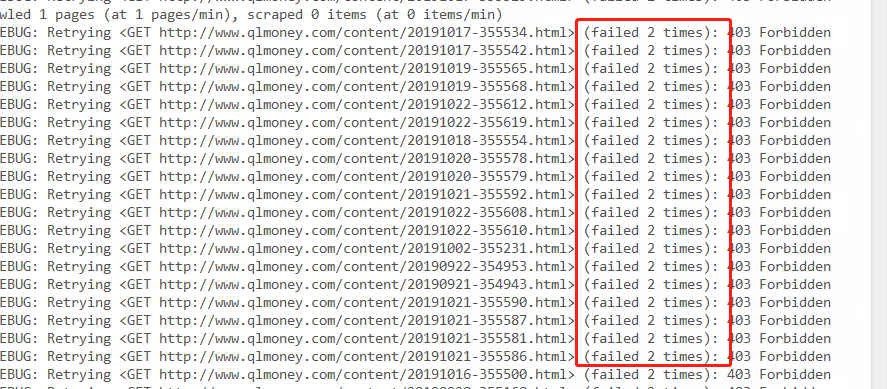 wled 1 pages (at 1 pages/min), scraped 0 items (at 0 items/min)
EBUG: Retrying <GET http://www.qlmoney.com/content/20191017-355534.html> (failed 2 times): 403 Forbidden
EBUG: Retrying <GET http://www.qlmoney.com/content/20191017-355542.html> (failed 2 times): 403 Forbidden
EBUG: Retrying <GET http://www.qlmoney.com/content/20191019-355565.html> (failed 2 times): 403 Forbidden
EBUG: Retrying <GET http://www.qlmoney.com/content/20191019-355568.html> (failed 2 times): 403 Forbidden
EBUG: Retrying <GET http://www.qlmoney.com/content/20191022-355612.html> (failed 2 times): 403 Forbidden
EBUG: Retrying <GET http://www.qlmoney.com/content/20191022-355619.html> (failed 2 times): 403 Forbidden
EBUG: Retrying <GET http://www.qlmoney.com/content/20191018-355554.html> (failed 2 times): 403 Forbidden
EBUG: Retrying <GET http://www.qlmoney.com/content/20191020-355578.html> (failed 2 times): 403 Forbidden
EBUG: Retrying <GET http://www.qlmoney.com/content/20191020-355579.html> (failed 2 times): 403 Forbidden
EBUG: Retrying <GET http://www.qlmoney.com/content/20191021-355592.html> (failed 2 times): 403 Forbidden
EBUG: Retrying <GET http://www.qlmoney.com/content/20191022-355608.html> (failed 2 times): 403 Forbidden
EBUG: Retrying <GET http://www.qlmoney.com/content/20191022-355610.html> (failed 2 times): 403 Forbidden
EBUG: Retrying <GET http://www.qlmoney.com/content/20191002-355231.html> (failed 2 times): 403 Forbidden
EBUG: Retrying <GET http://www.qlmoney.com/content/20190922-354953.html> (failed 2 times): 403 Forbidden
EBUG: Retrying <GET http://www.qlmoney.com/content/20190921-354943.html> (failed 2 times): 403 Forbidden
EBUG: Retrying <GET http://www.qlmoney.com/content/20191021-355590.html> (failed 2 times): 403 Forbidden
EBUG: Retrying <GET http://www.qlmoney.com/content/20191021-355587.html> (failed 2 times): 403 Forbidden
EBUG: Retrying <GET http://www.qlmoney.com/content/20191021-355581.html> (failed 2 times): 403 Forbidden
EBUG: Retrying <GET http://www.qlmoney.com/content/20191021-355586.html> (failed 2 times): 403 Forbidden
EBUG: Retrying <GET http://www.qlmoney.com/content/20191016-355500.html> (failed 2 times): 403 Forbidden